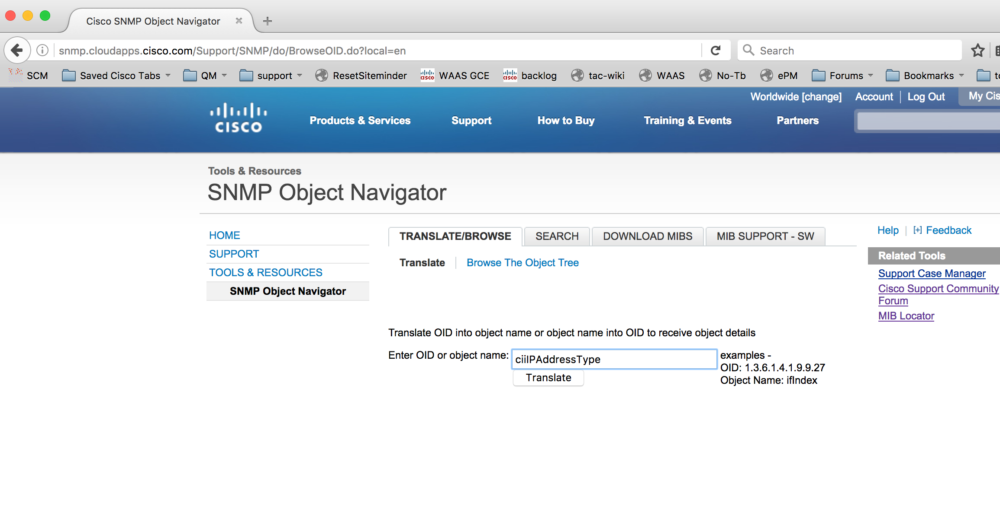 Cisco SNMP Object Navigator
snmp.cloudapps.cisco.com/Support/SNMP/do/BrowseOID.do?local=en
Search
SCM Saved Cisco Tabs QM support ResetSiteminder WAAS GCE backlog tac-wiki WAAS No-Tb ePM Forums Bookmarks
Worldwide [change] Account Log Out My Cis
CISCO
Products & Services Support How to Buy Training & Events Partners
Tools & Resources
SNMP Object Navigator
HOME
SUPPORT
TOOLS & RESOURCES
SNMP Object Navigator
TRANSLATE/BROWSE SEARCH DOWNLOAD MIBS MIB SUPPORT - SW
Translate Browse The Object Tree
Translate OID into object name or object name into OID to receive object details
Enter OID or object name: ciiIPAddressType
Translate
examples -
OID: 1.3.6.1.4.1.9.9.27
Object Name: ifIndex
Help [+] Feedback
Related Tools
Support Case Manager
Cisco Support Community
Forum
MIB Locator